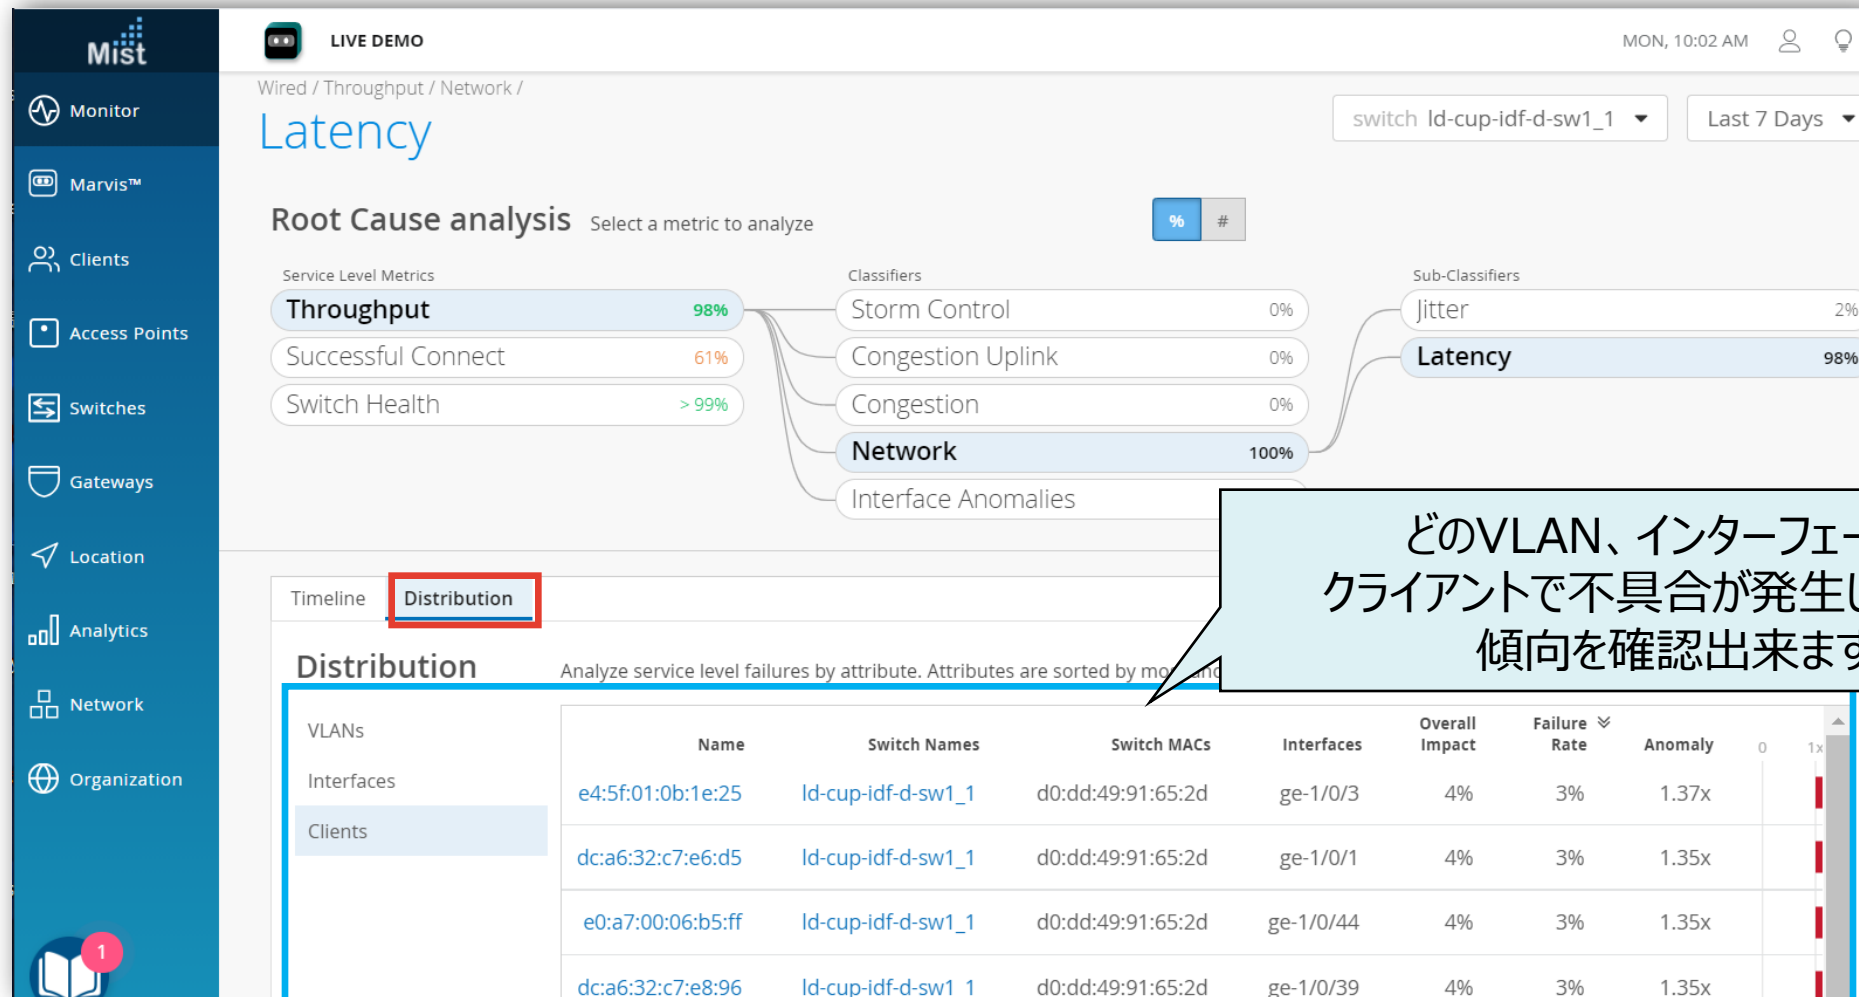 Mist
LIVE DEMO
MON, 10:02 AM
Monitor
Marvis™
Clients
Access Points
Switches
Gateways
Location
Analytics
Network
Organization
1
Wired / Throughput / Network /
Latency
switch ld-cup-idf-d-sw1_1
Last 7 Days
Root Cause analysis Select a metric to analyze
% #
Service Level Metrics
Throughput 98%
Successful Connect 61%
Switch Health > 99%
Classifiers
Storm Control 0%
Congestion Uplink 0%
Congestion 0%
Network 100%
Interface Anomalies
Sub-Classifiers
Jitter 2%
Latency 98%
どのVLAN、インターフェー
クライアントで不具合が発生し
傾向を確認出来ます
Timeline Distribution
Distribution Analyze service level failures by attribute. Attributes are sorted by
VLANs
Interfaces
Clients
Name Switch Names Switch MACs Interfaces Overall Impact Failure Rate Anomaly 0 1x
e4:5f:01:0b:1e:25 ld-cup-idf-d-sw1_1 d0:dd:49:91:65:2d ge-1/0/3 4% 3% 1.37x
dc:a6:32:c7:e6:d5 ld-cup-idf-d-sw1_1 d0:dd:49:91:65:2d ge-1/0/1 4% 3% 1.35x
e0:a7:00:06:b5:ff ld-cup-idf-d-sw1_1 d0:dd:49:91:65:2d ge-1/0/44 4% 3% 1.35x
dc:a6:32:c7:e8:96 ld-cup-idf-d-sw1_1 d0:dd:49:91:65:2d ge-1/0/39 4% 3% 1.35x